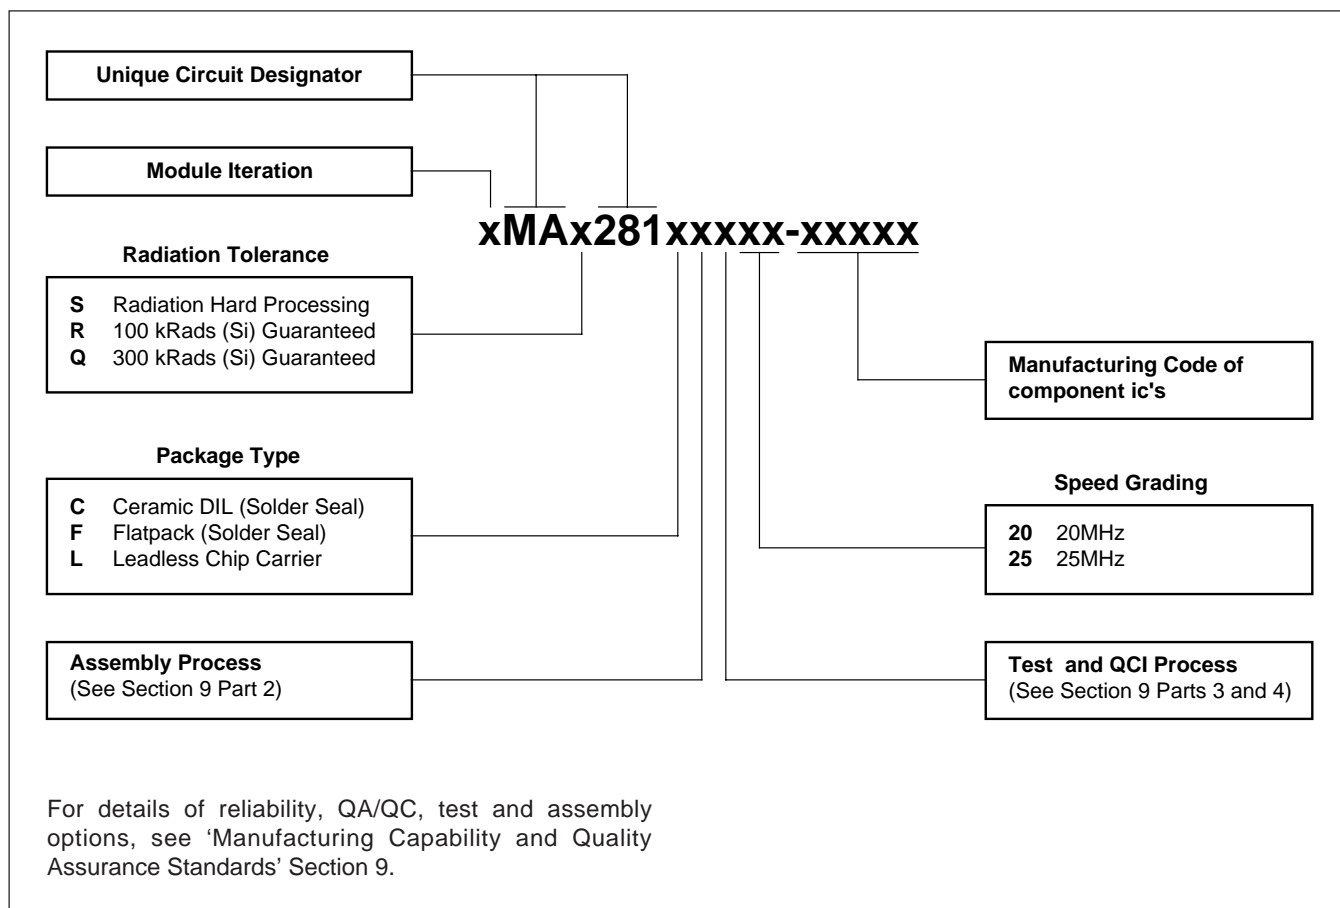 Unique Circuit Designator
Module Iteration
xMAx281xxxxx-xxxxx
Radiation Tolerance
S Radiation Hard Processing
R 100 kRads (Si) Guaranteed
Q 300 kRads (Si) Guaranteed
Manufacturing Code of
component ic's
Package Type
C Ceramic DIL (Solder Seal)
F Flatpack (Solder Seal)
L Leadless Chip Carrier
Speed Grading
20 20MHz
25 25MHz
Assembly Process
(See Section 9 Part 2)
Test and QCI Process
(See Section 9 Parts 3 and 4)
For details of reliability, QA/QC, test and assembly
options, see ‘Manufacturing Capability and Quality
Assurance Standards’ Section 9.